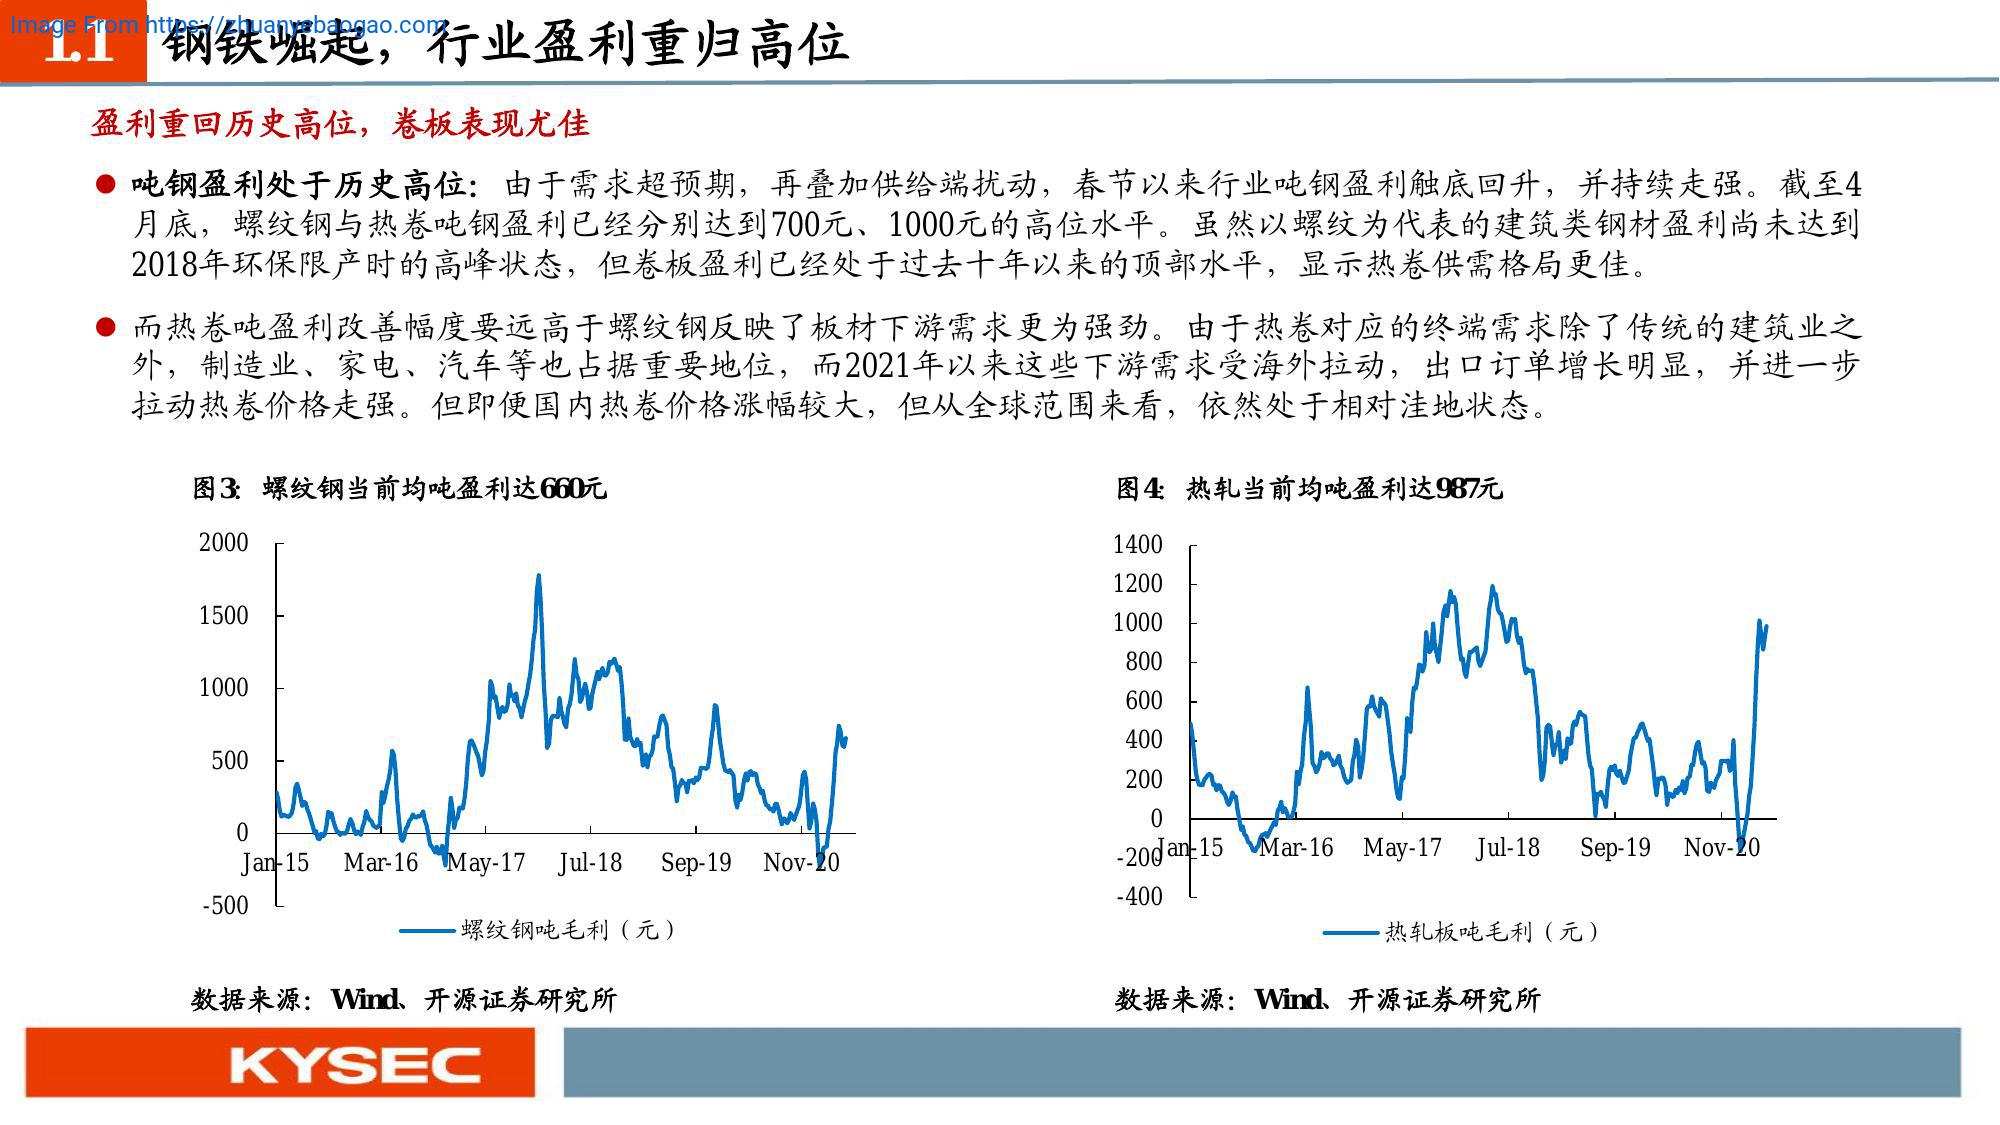 Image From https://zhuanyebaogao.com
1.1 钢铁崛起，行业盈利重归高位
盈利重回历史高位，卷板表现尤佳
● 吨钢盈利处于历史高位：由于需求超预期，再叠加供给端扰动，春节以来行业吨钢盈利触底回升，并持续走强。截至4
月底，螺纹钢与热卷吨钢盈利已经分别达到700元、1000元的高位水平。虽然以螺纹为代表的建筑类钢材盈利尚未达到
2018年环保限产时的高峰状态，但卷板盈利已经处于过去十年以来的顶部水平，显示热卷供需格局更佳。
● 而热卷吨盈利改善幅度要远高于螺纹钢反映了板材下游需求更为强劲。由于热卷对应的终端需求除了传统的建筑业之
外，制造业、家电、汽车等也占据重要地位，而2021年以来这些下游需求受海外拉动，出口订单增长明显，并进一步
拉动热卷价格走强。但即便国内热卷价格涨幅较大，但从全球范围来看，依然处于相对洼地状态。
图3：螺纹钢当前均吨盈利达660元
2000
1500
1000
500
0
-500
Jan-15 Mar-16 May-17 Jul-18 Sep-19 Nov-20
螺纹钢吨毛利（元）
数据来源：Wind、开源证券研究所
图4：热轧当前均吨盈利达987元
1400
1200
1000
800
600
400
200
0
-200
-400
Jan-15 Mar-16 May-17 Jul-18 Sep-19 Nov-20
热轧板吨毛利（元）
数据来源：Wind、开源证券研究所
KYSEC